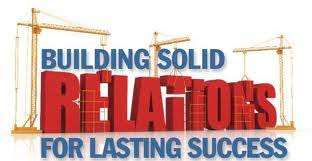 BUILDING SOLID
RELATIONS
FOR LASTING SUCCESS